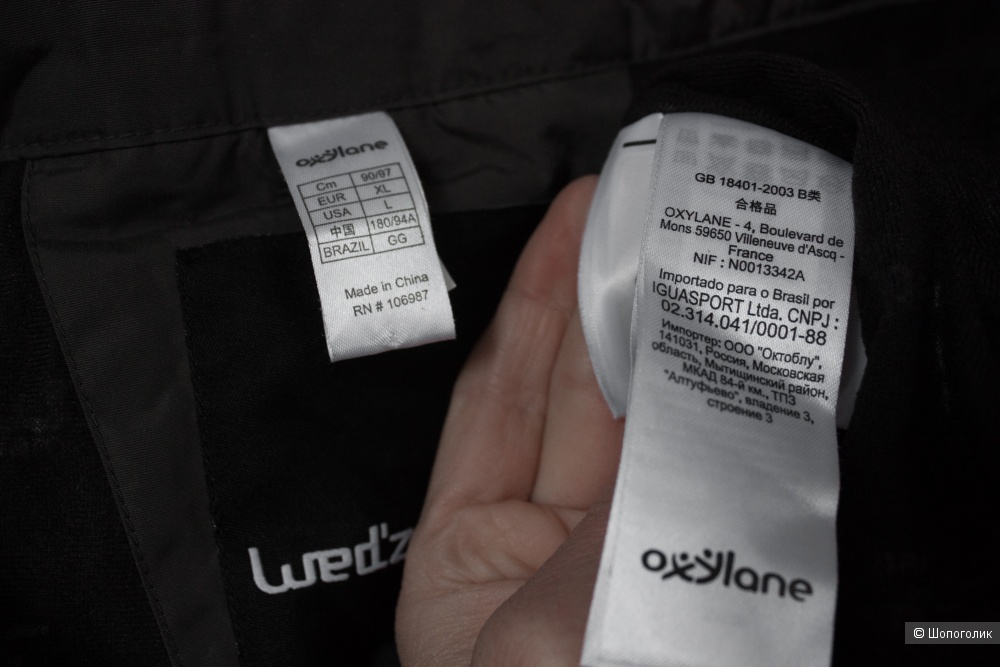 oxylane
Cm 90/97
EUR XL
USA L
中国 180/94A
BRAZIL GG
Made in China
RN # 106987
Wed'z
GB 18401-2003 B类
合格品
OXYLANE - 4, Boulevard de
Mons 59650 Villeneuve d'Ascq -
France
NIF : N0013342A
Importado para o Brasil por
IGUASPORT Ltda. CNPJ :
02.314.041/0001-88
Импортер: ООО "Октоблу",
141031, Россия, Московская
область, Мытищинский район,
МКАД 84-й км., ТПЗ
"Алтуфьево", владение 3,
строение 3
oxylane
© Шопоголик